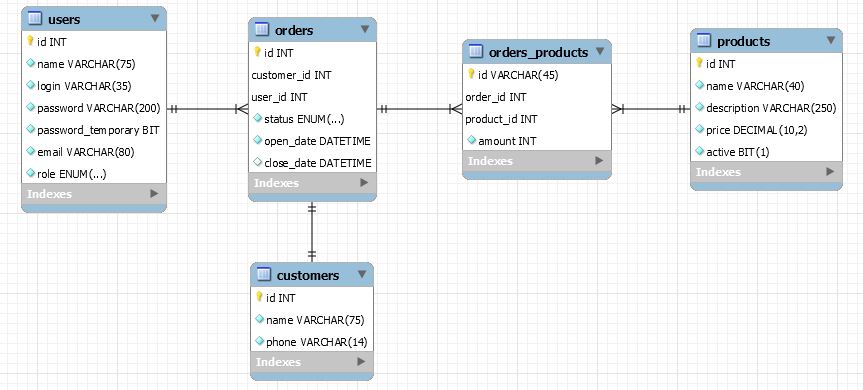 users
id INT
name VARCHAR(75)
login VARCHAR(35)
password VARCHAR(200)
password_temporary BIT
email VARCHAR(80)
role ENUM(...)
Indexes
orders
id INT
customer_id INT
user_id INT
status ENUM(...)
open_date DATETIME
close_date DATETIME
Indexes
orders_products
id VARCHAR(45)
order_id INT
product_id INT
amount INT
Indexes
products
id INT
name VARCHAR(40)
description VARCHAR(250)
price DECIMAL(10,2)
active BIT(1)
Indexes
customers
id INT
name VARCHAR(75)
phone VARCHAR(14)
Indexes